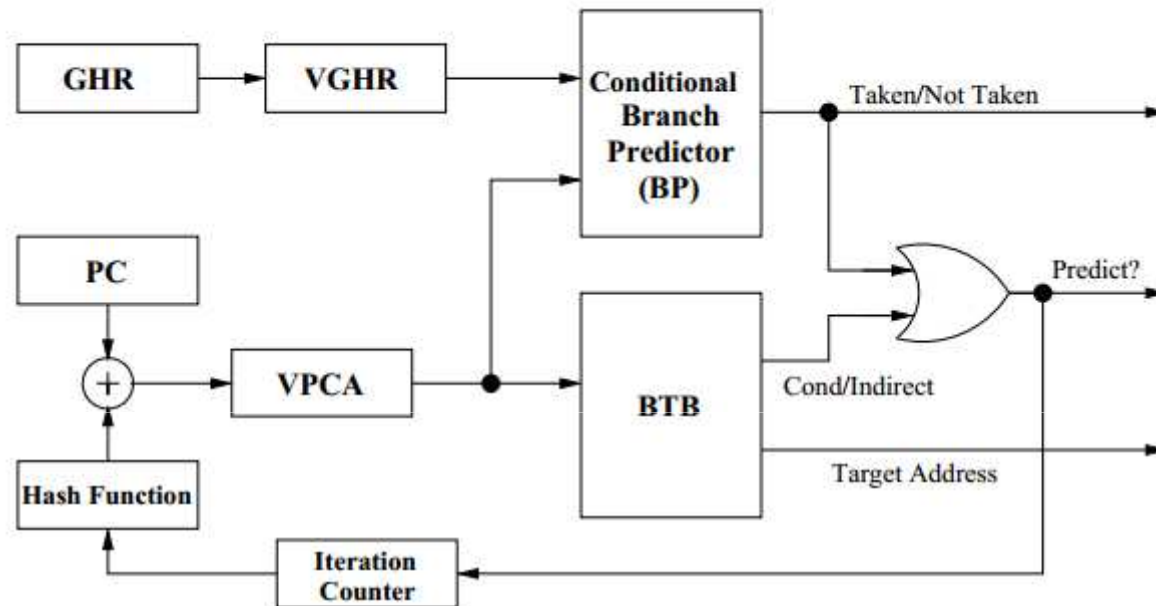 GHR
VGHR
Conditional
Branch
Predictor
(BP)
Taken/Not Taken
PC
Predict?
+
VPCA
BTB
Cond/Indirect
Target Address
Hash Function
Iteration
Counter